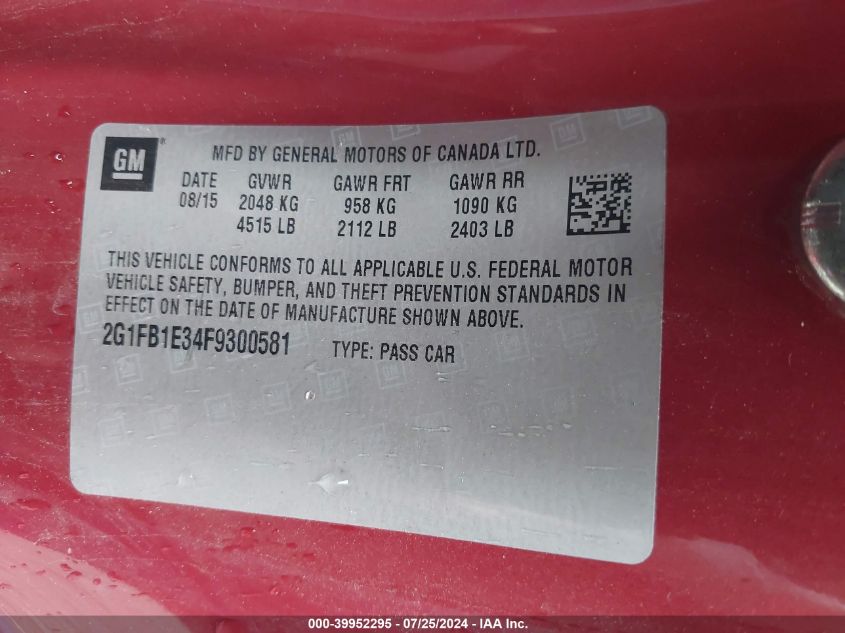 GM ®
MFD BY GENERAL MOTORS OF CANADA LTD.
DATE GVWR GAWR FRT GAWR RR
08/15 2048 KG 958 KG 1090 KG
4515 LB 2112 LB 2403 LB
THIS VEHICLE CONFORMS TO ALL APPLICABLE U.S. FEDERAL MOTOR
VEHICLE SAFETY, BUMPER, AND THEFT PREVENTION STANDARDS IN
EFFECT ON THE DATE OF MANUFACTURE SHOWN ABOVE.
2G1FB1E34F9300581 TYPE: PASS CAR
000-39952295 - 07/25/2024 - IAA Inc.